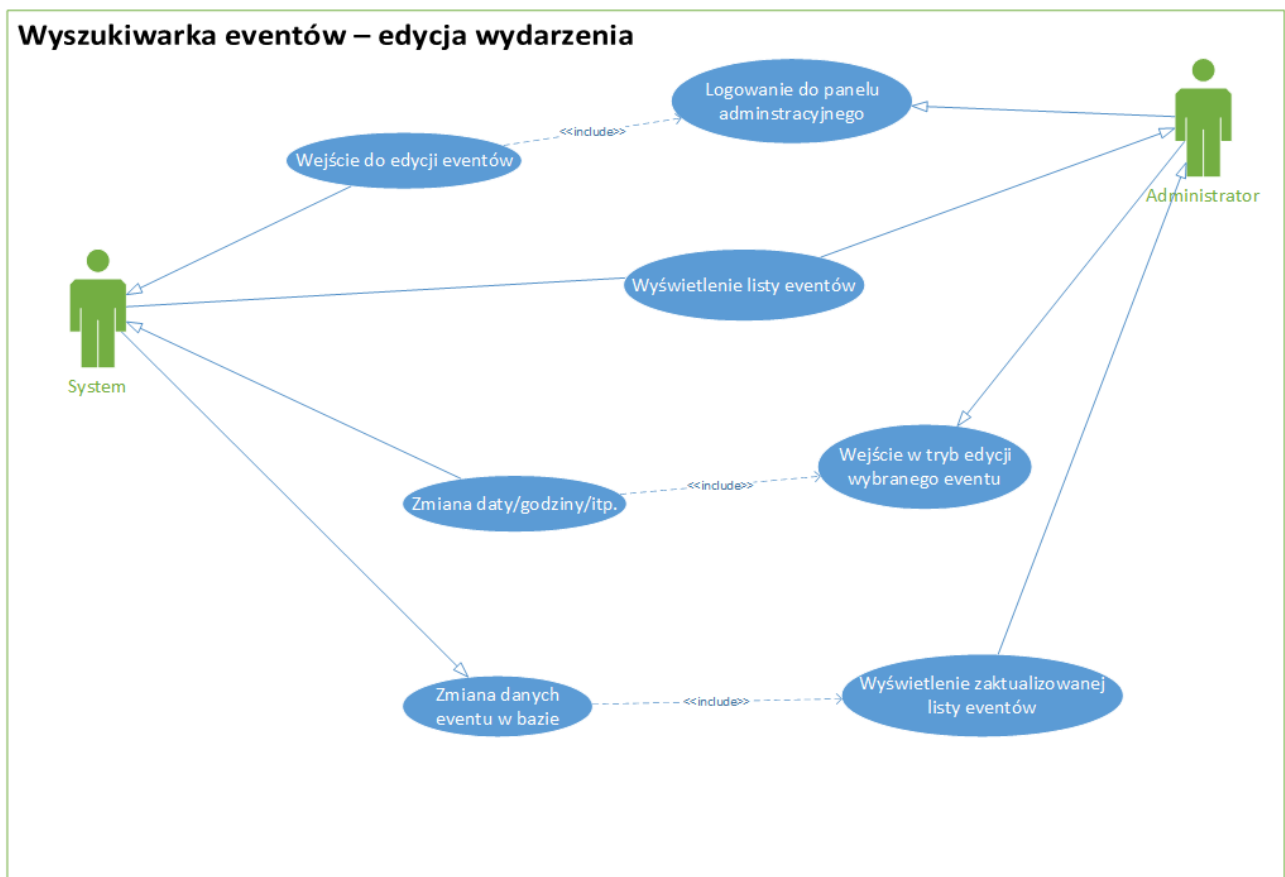 Wyszukiwarka eventów – edycja wydarzenia
Logowanie do panelu
adminstracyjnego
<<include>>
Wejście do edycji eventów
Administrator
Wyświetlenie listy eventów
System
Wejście w tryb edycji
wybranego eventu
<<include>>
Zmiana daty/godziny/itp.
Wyświetlenie zaktualizowanej
listy eventów
Zmiana danych
eventu w bazie
<<include>>